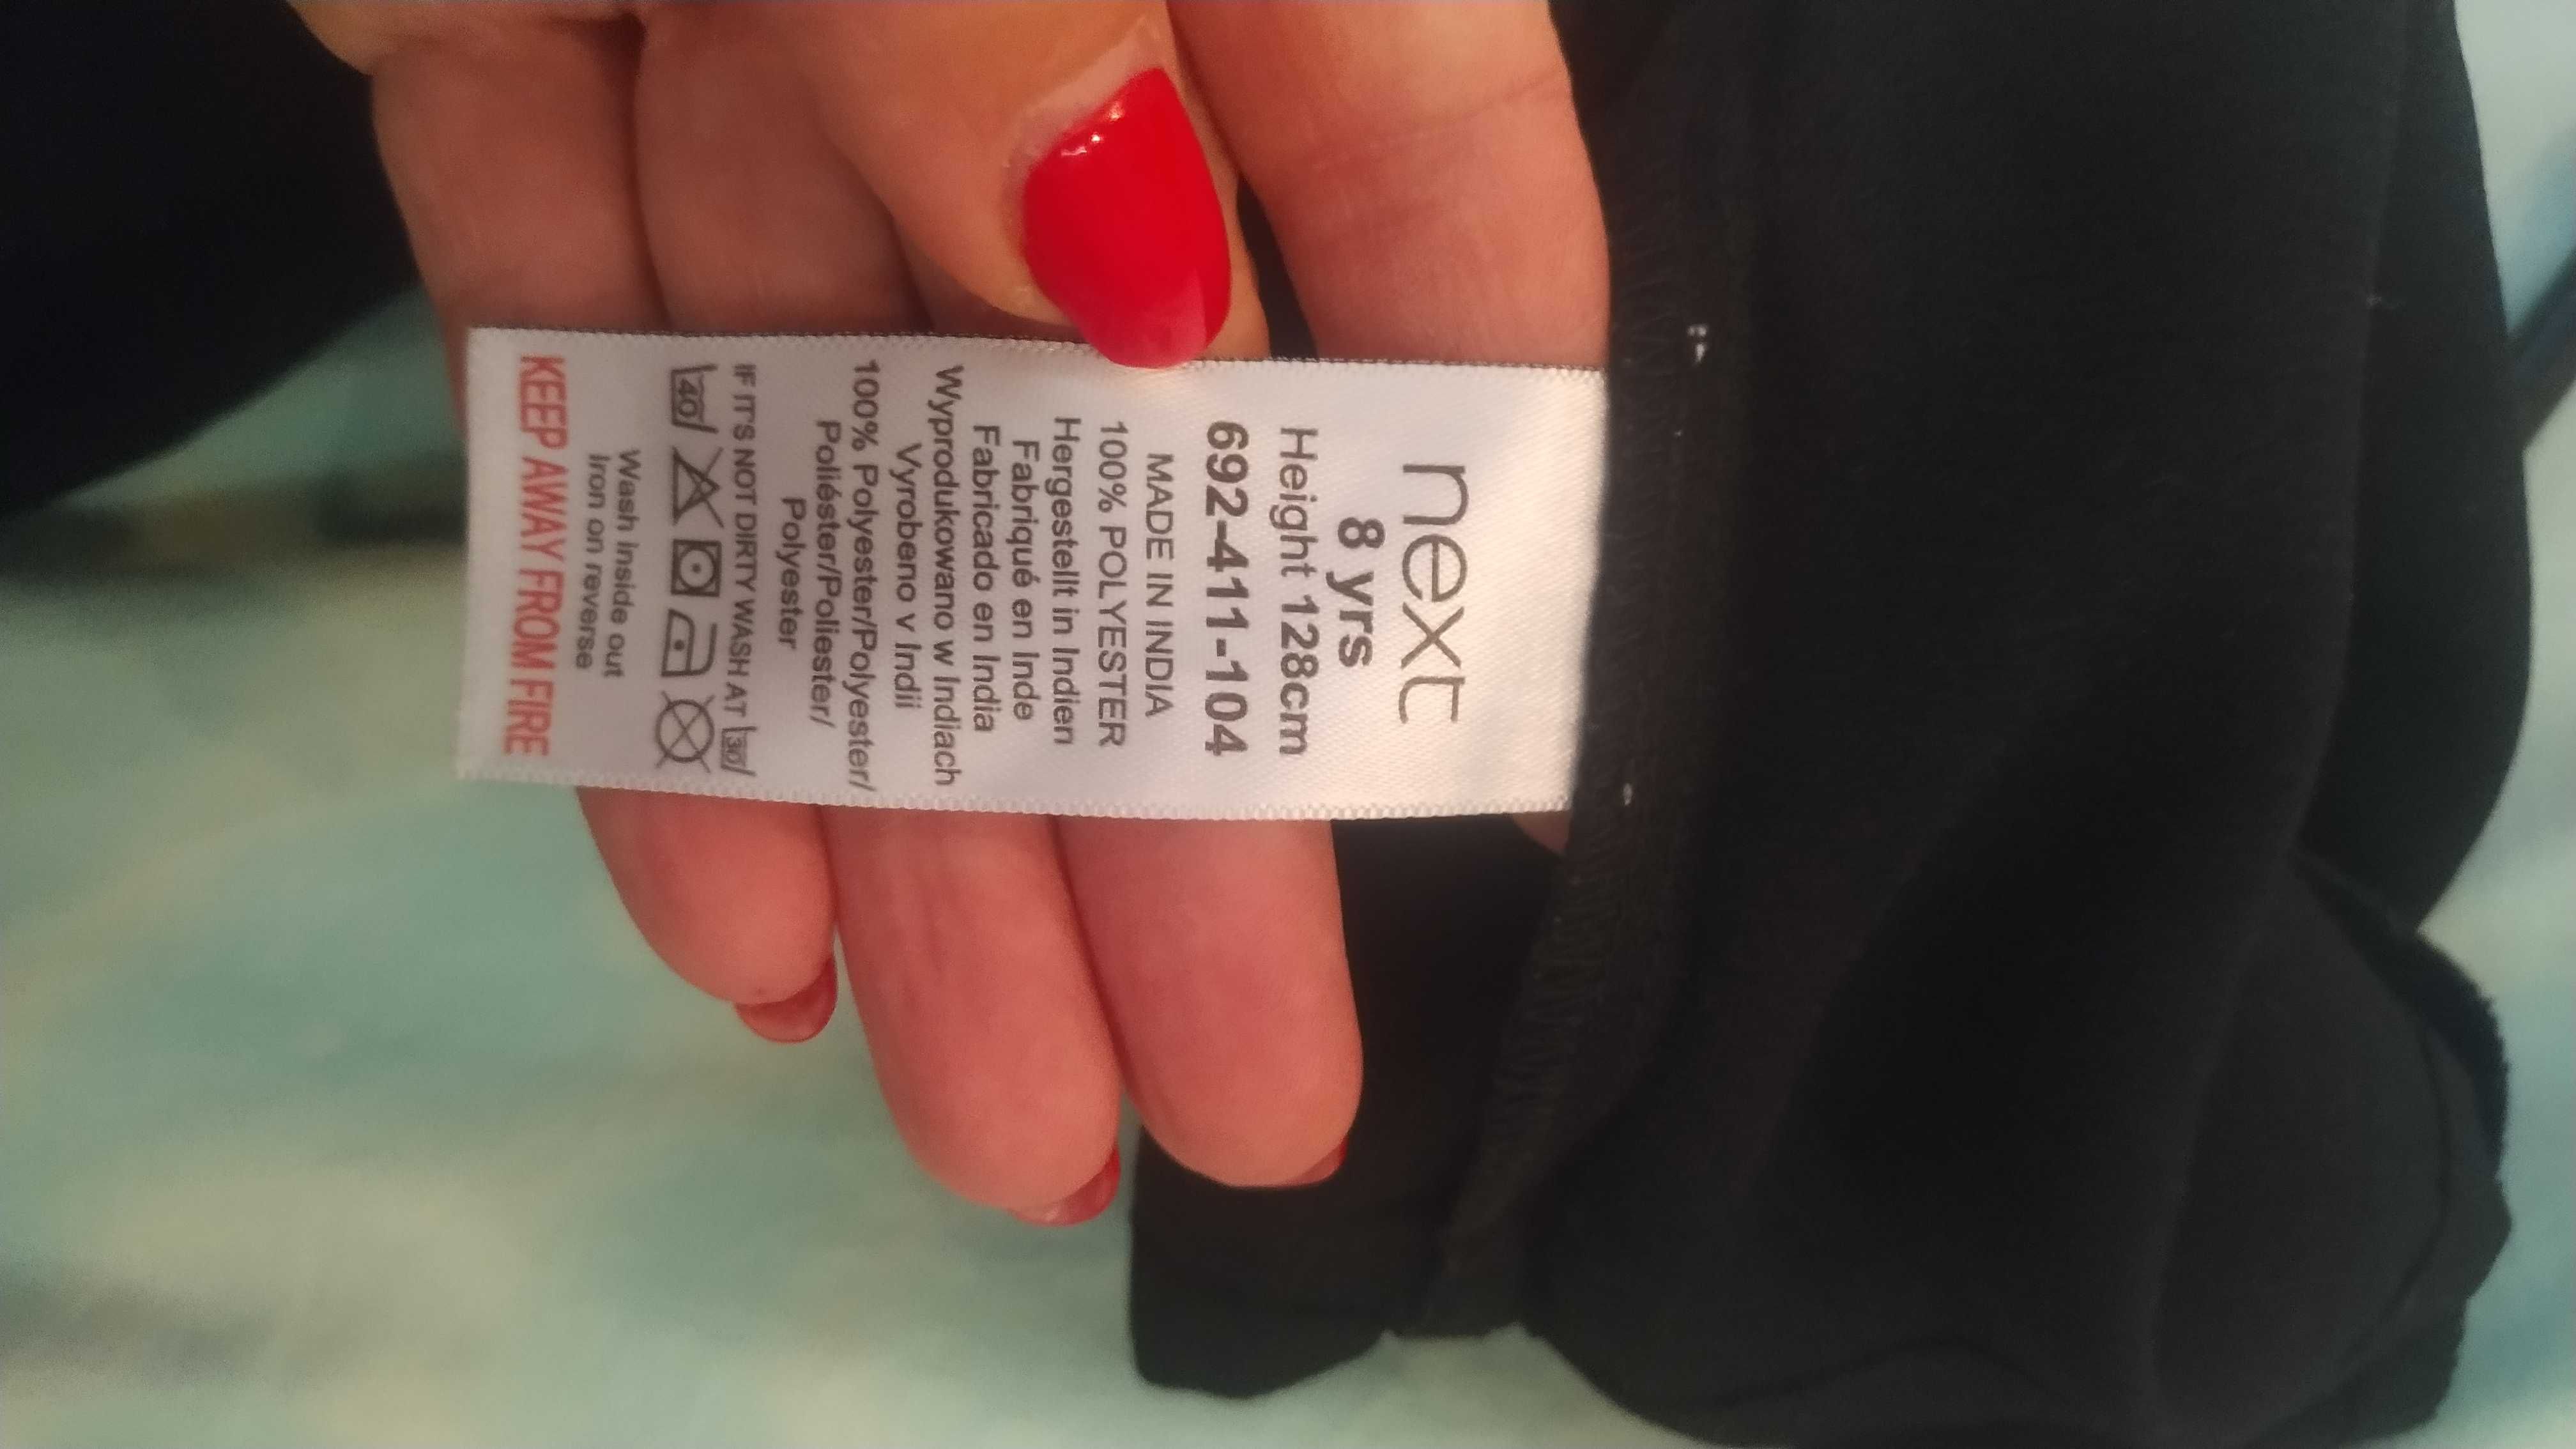 next
8 yrs
Height 128cm
692-411-104
MADE IN INDIA
100% POLYESTER
Hergestellt in Indien
Fabriqué en Inde
Fabricado en India
Wyprodukowano w Indiach
Vyrobeno v Indii
100% Polyester/Polyester/
Poliéster/Poliester/
Polyester
IF IT'S NOT DIRTY WASH AT 30
40
Wash inside out
Iron on reverse
KEEP AWAY FROM FIRE